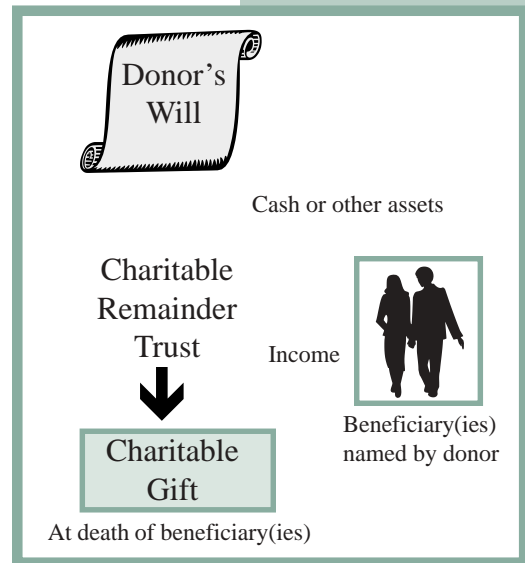 Donor’s
Will
Cash or other assets
Charitable
Remainder
Trust
Income
Beneficiary(ies)
named by donor
Charitable
Gift
At death of beneficiary(ies)